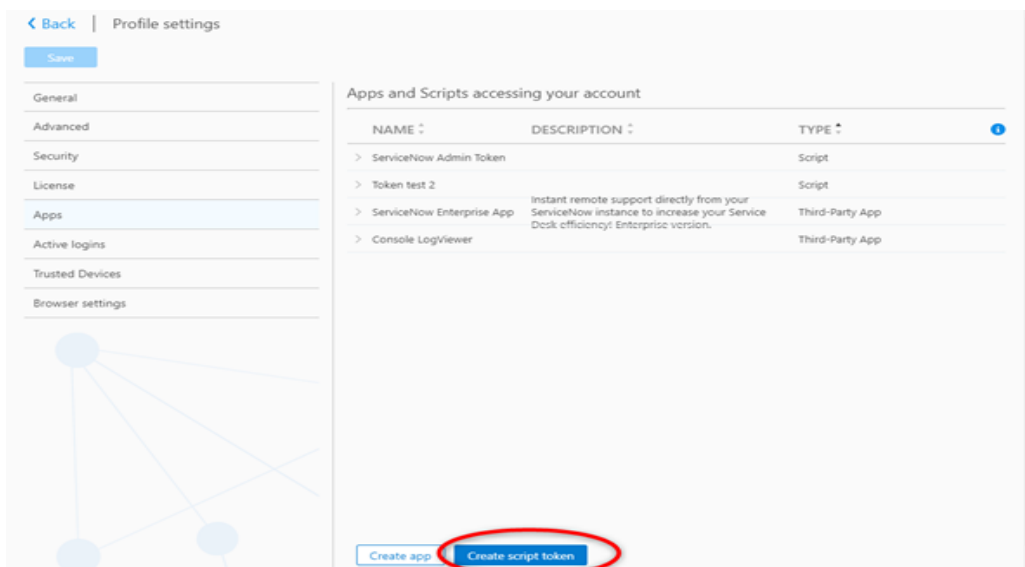 Back | Profile settings
Save
General
Advanced
Security
License
Apps
Active logins
Trusted Devices
Browser settings
Apps and Scripts accessing your account
NAME DESCRIPTION TYPE
ServiceNow Admin Token Script
Token test 2 Script
ServiceNow Enterprise App Instant remote support directly from your ServiceNow instance to increase your Service Desk efficiency! Enterprise version. Third-Party App
Console LogViewer Third-Party App
Create app Create script token